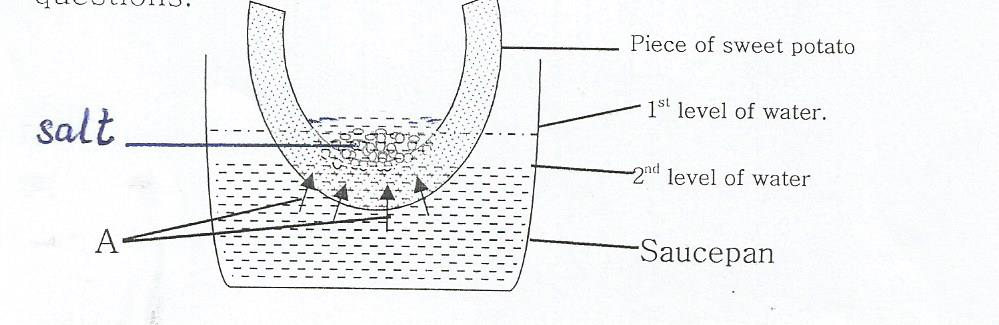 questions.
Piece of sweet potato
1st level of water.
salt
2nd level of water
A
Saucepan